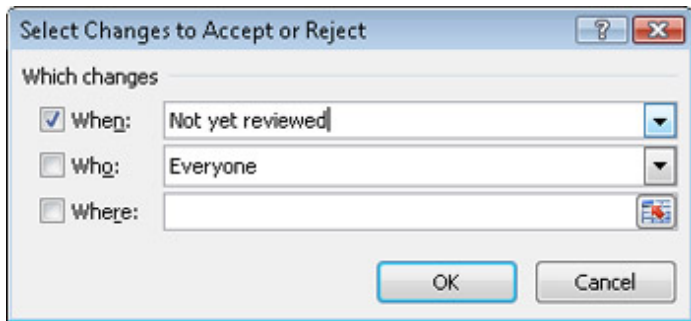 Select Changes to Accept or Reject
Which changes
When: Not yet reviewed
Who: Everyone
Where:
OK Cancel